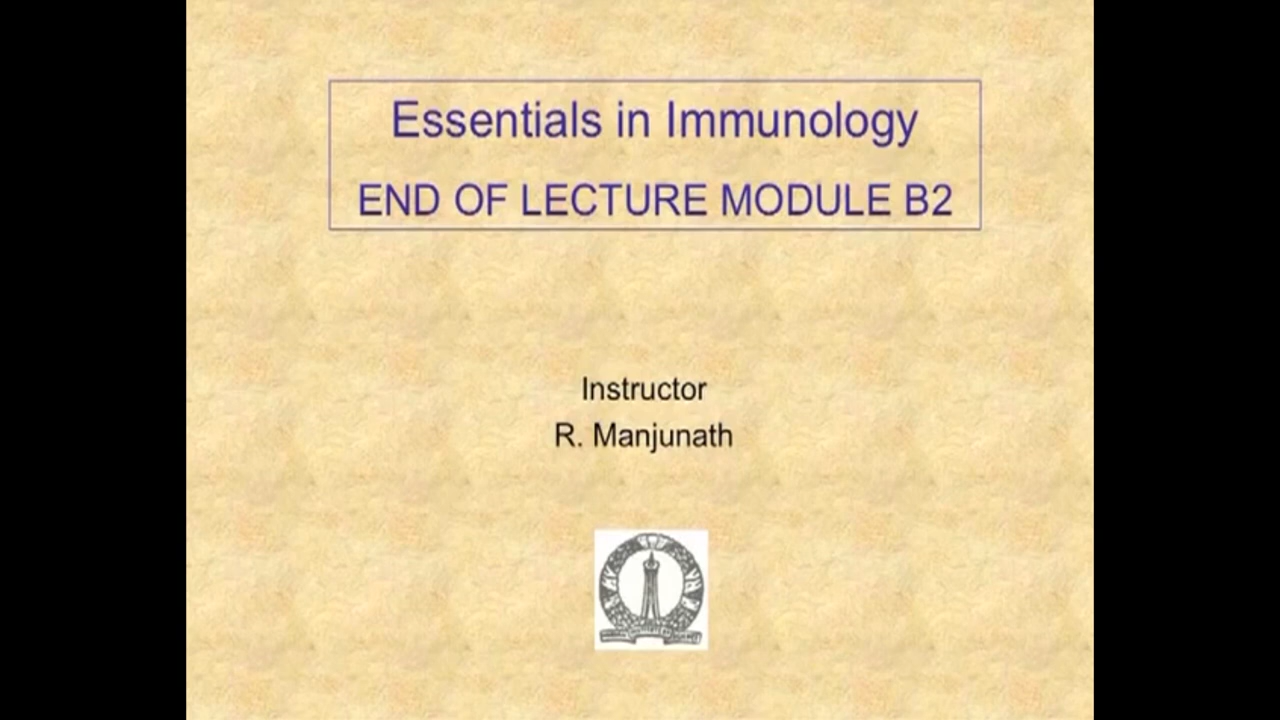 Essentials in Immunology
END OF LECTURE MODULE B2
Instructor
R. Manjunath